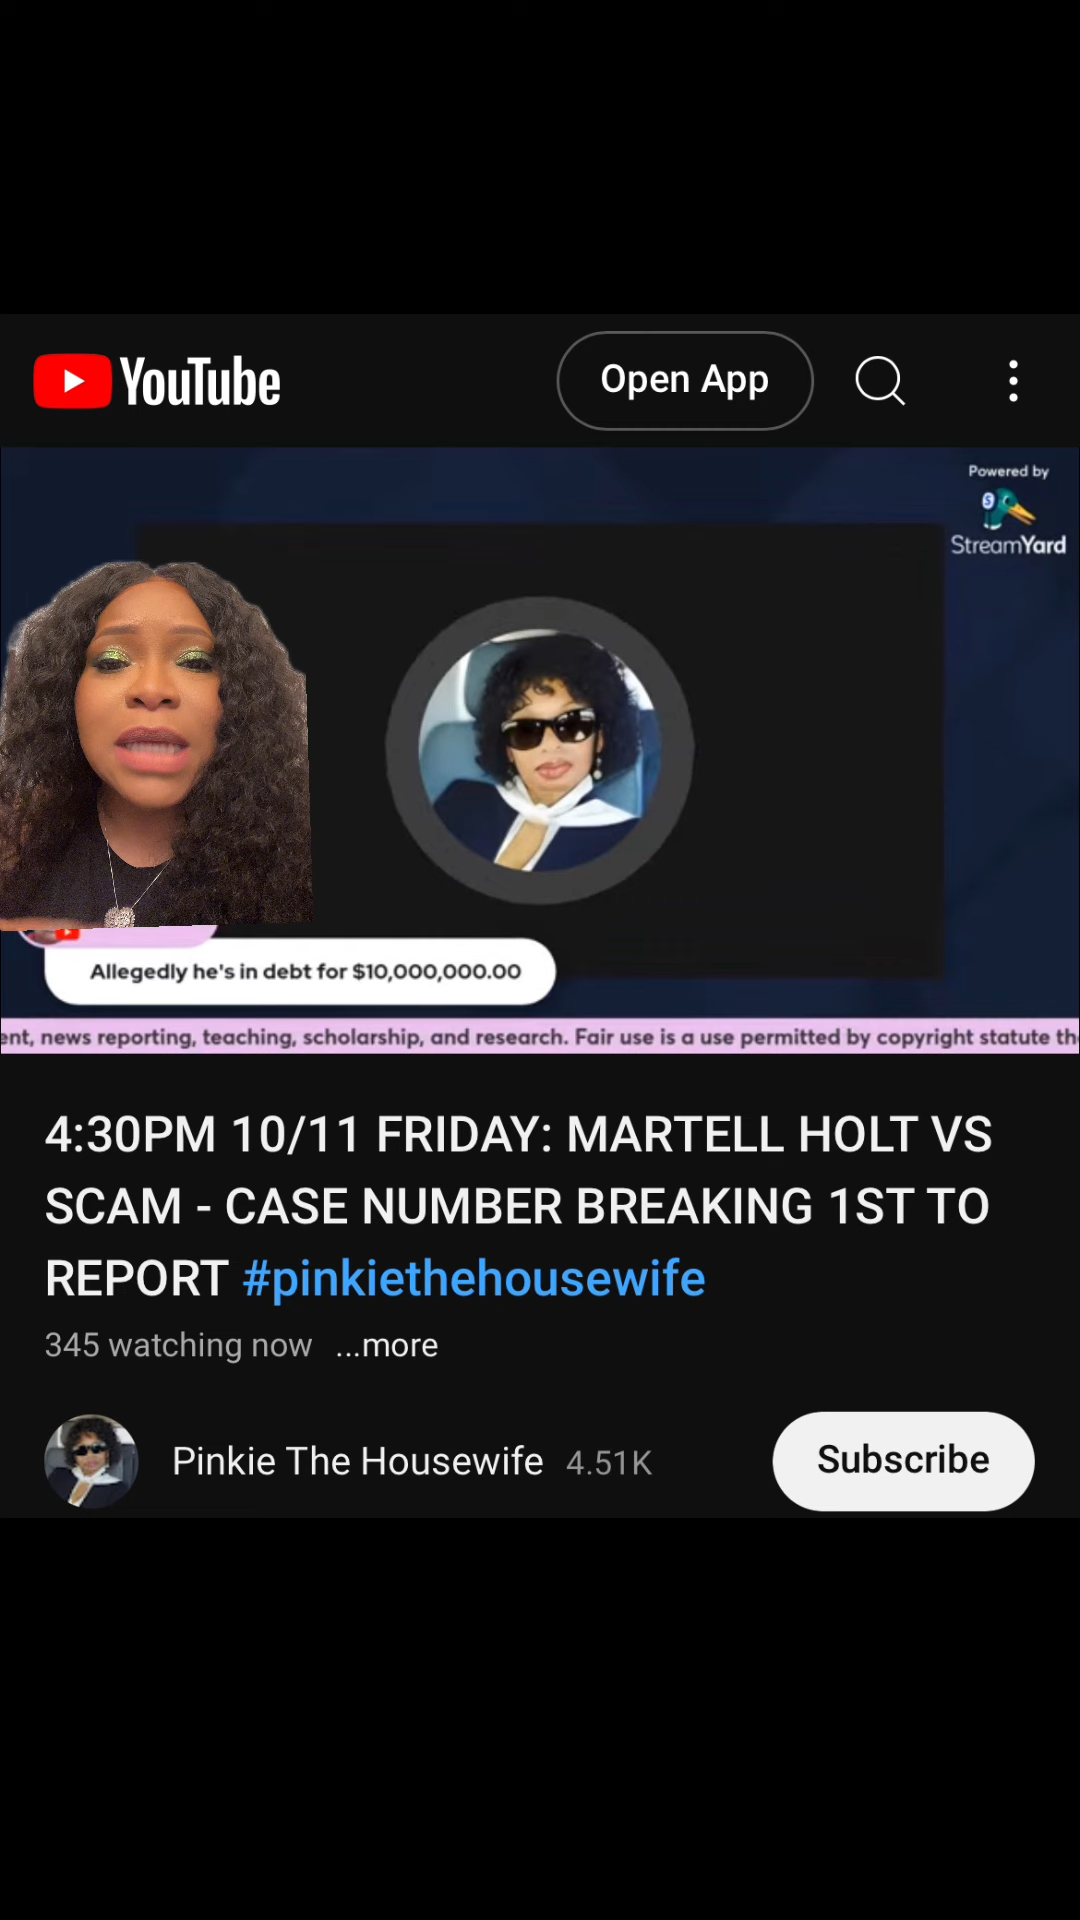 YouTube
Open App
Powered by
StreamYard
Allegedly he's in debt for $10,000,000.00
ent, news reporting, teaching, scholarship, and research. Fair use is a use permitted by copyright statute th
4:30PM 10/11 FRIDAY: MARTELL HOLT VS
SCAM - CASE NUMBER BREAKING 1ST TO
REPORT #pinkiethehousewife
345 watching now ...more
Pinkie The Housewife 4.51K
Subscribe